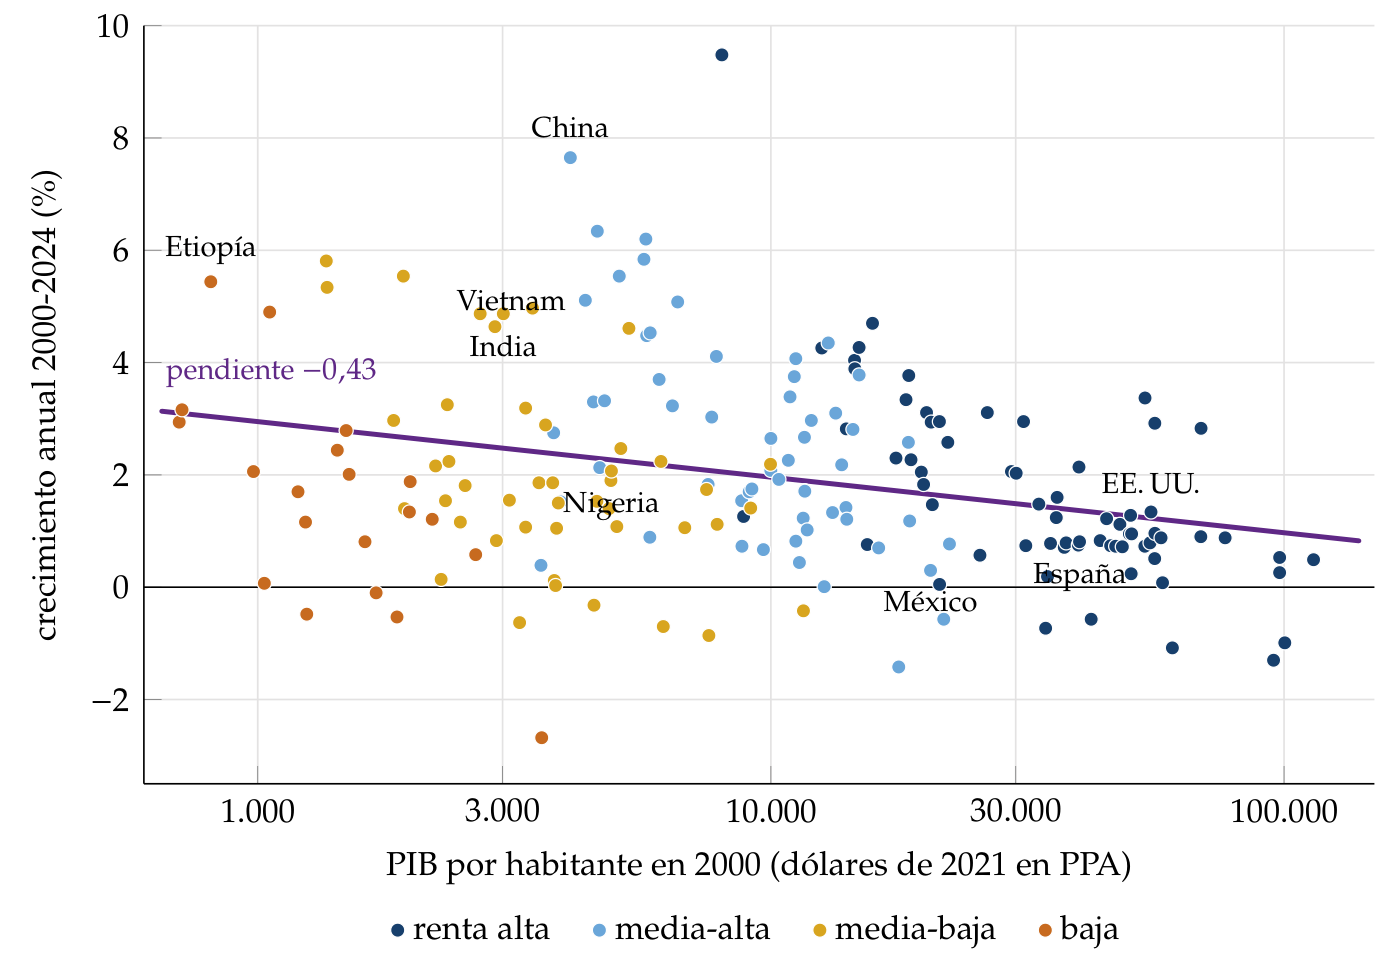 10
8
6
4
2
0
−2
crecimiento anual 2000-2024 (%)
China
Etiopía
Vietnam
India
pendiente −0,43
Nigeria
EE. UU.
España
México
1.000
3.000
10.000
30.000
100.000
PIB por habitante en 2000 (dólares de 2021 en PPA)
renta alta
media-alta
media-baja
baja